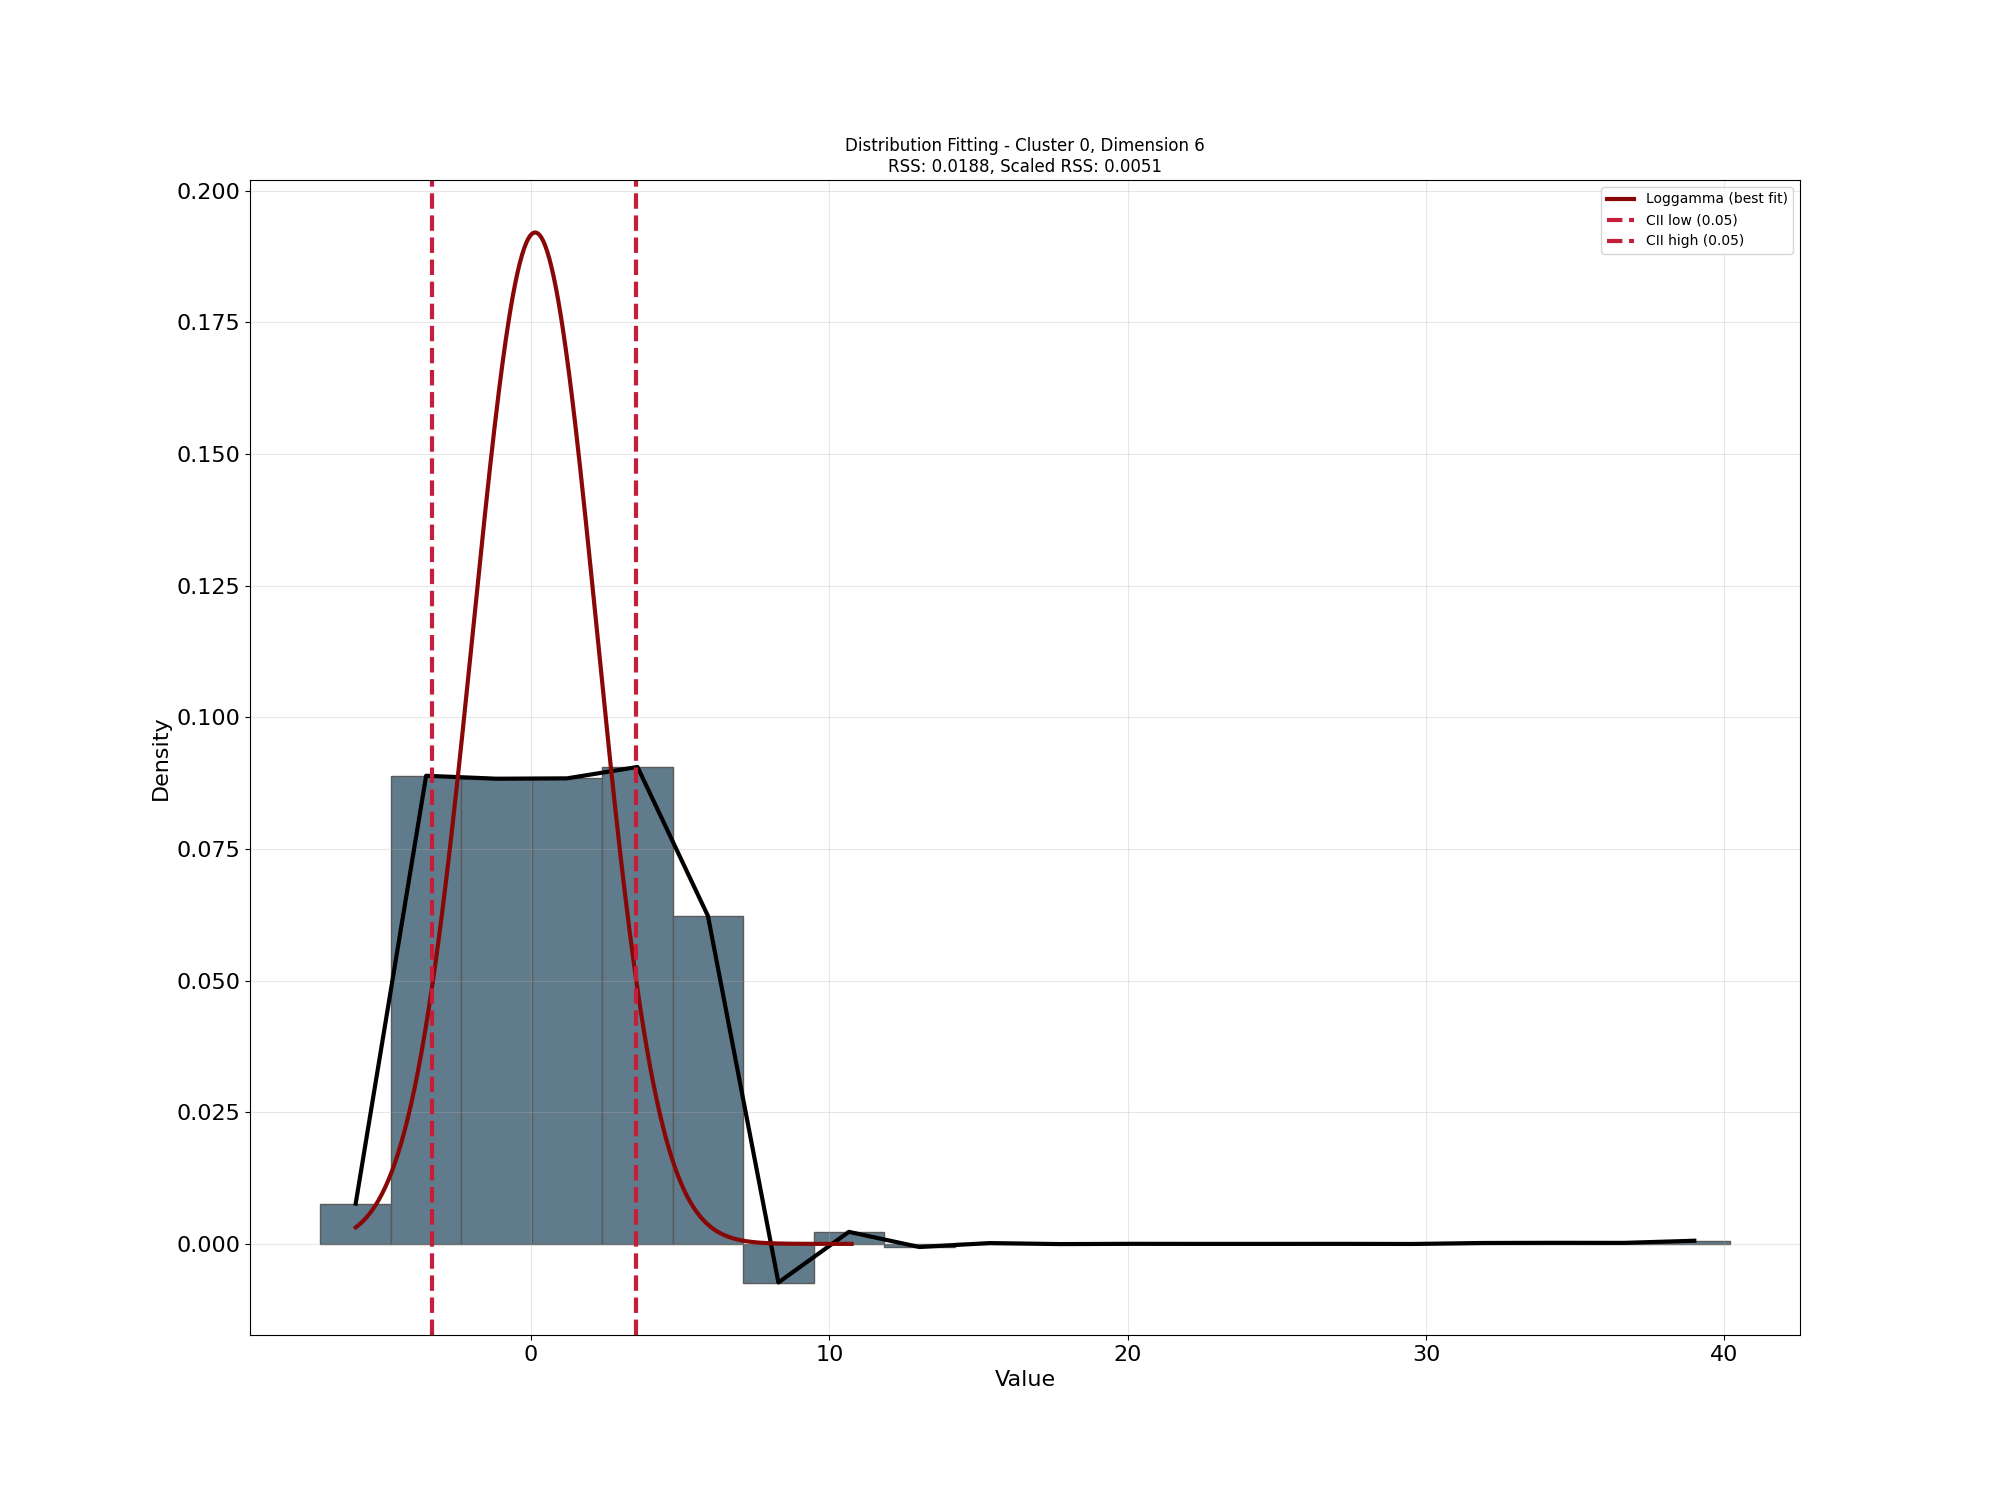 Distribution Fitting - Cluster 0, Dimension 6
RSS: 0.0188, Scaled RSS: 0.0051
Loggamma (best fit)
CII low (0.05)
CII high (0.05)
0.200
0.175
0.150
0.125
0.100
0.075
0.050
0.025
0.000
Density
0 10 20 30 40
Value